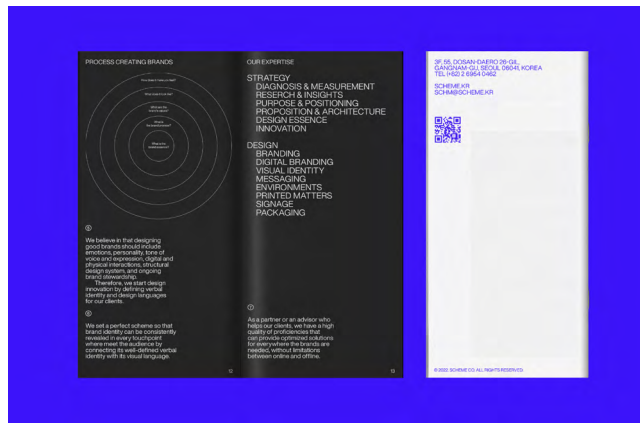 PROCESS CREATING BRANDS
How does it make us feel?
We believe in that designing
good brands should include
emotions, personality, tone of
voice and expression, digital and
physical interactions, structural
design system, and ongoing
brand stewardship.
Therefore, we start design
innovation by defining verbal
identity and design languages
for our clients.
We set a perfect scheme so that
brand identity can be consistently
revealed in every touchpoint
where meet the audience by
connecting its well-defined verbal
identity with its visual language.
12
OUR EXPERTISE
STRATEGY
DIAGNOSIS & MEASUREMENT
RESERCH & INSIGHTS
PURPOSE & POSITIONING
PROPOSITION & ARCHITECTURE
DESIGN ESSENCE
INNOVATION
DESIGN
BRANDING
DIGITAL BRANDING
VISUAL IDENTITY
MESSAGING
ENVIRONMENTS
PRINTED MATTERS
SIGNAGE
PACKAGING
As a partner or an advisor who
helps our clients, we have a high
quality of proficiencies that
can provide optimized solutions
for everywhere the brands are
needed, without limitations
between online and offline.
13
3F, 55, DOSAN-DAERO 26-GIL,
GANGNAM-GU, SEOUL 06041, KOREA
TEL (+82) 2 6954 0462
SCHEME.KR
SCHM@SCHEME.KR
© 2022. SCHEME CO. ALL RIGHTS RESERVED.